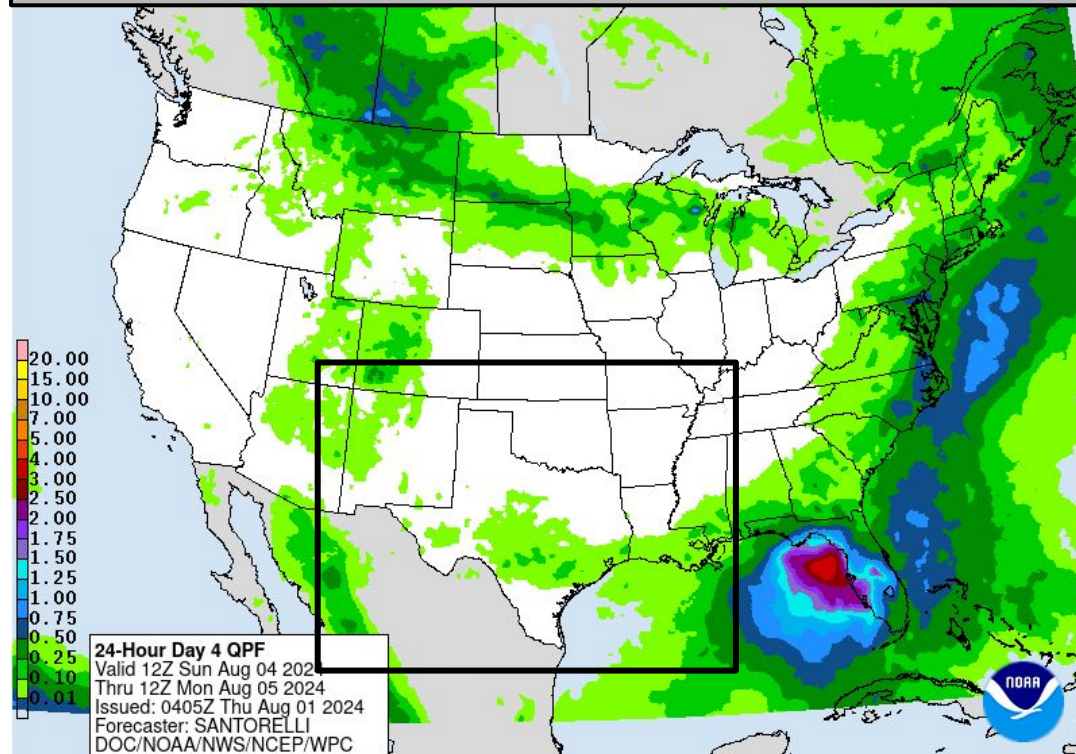 20.00
15.00
10.00
7.00
5.00
4.00
3.00
2.50
2.00
1.75
1.50
1.25
1.00
0.75
0.50
0.25
0.10
0.01
24-Hour Day 4 QPF
Valid 12Z Sun Aug 04 2024
Thru 12Z Mon Aug 05 2024
Issued: 0405Z Thu Aug 01 2024
Forecaster: SANTORELLI
DOC/NOAA/NWS/NCEP/WPC
NOAA